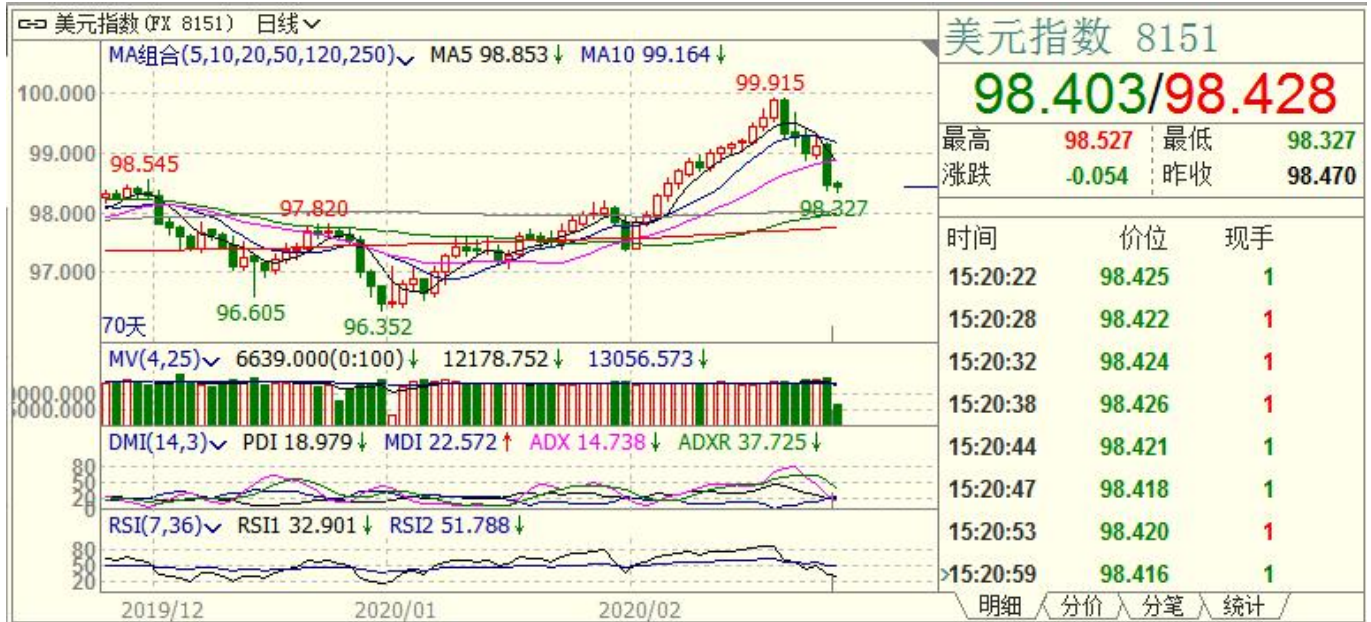 美元指数(FX 8151) 日线
MA组合(5,10,20,50,120,250) MA5 98.853↓ MA10 99.164↓
100.000
99.000
98.000
97.000
98.545
96.605
97.820
96.352
99.915
98.327
70天
MV(4,25) 6639.000(0:100)↓ 12178.752↓ 13056.573↓
000.000
5000.000
DMI(14,3) PDI 18.979↓ MDI 22.572↑ ADX 14.738↓ ADXR 37.725↓
80
50
20
0
RSI(7,36) RSI1 32.901↓ RSI2 51.788↓
80
50
20
2019/12 2020/01 2020/02
美元指数 8151
98.403/98.428
最高 98.527 最低 98.327
涨跌 -0.054 昨收 98.470
时间 价位 现手
15:20:22 98.425 1
15:20:28 98.422 1
15:20:32 98.424 1
15:20:38 98.426 1
15:20:44 98.421 1
15:20:47 98.418 1
15:20:53 98.420 1
15:20:59 98.416 1
明细 分价 分笔 统计